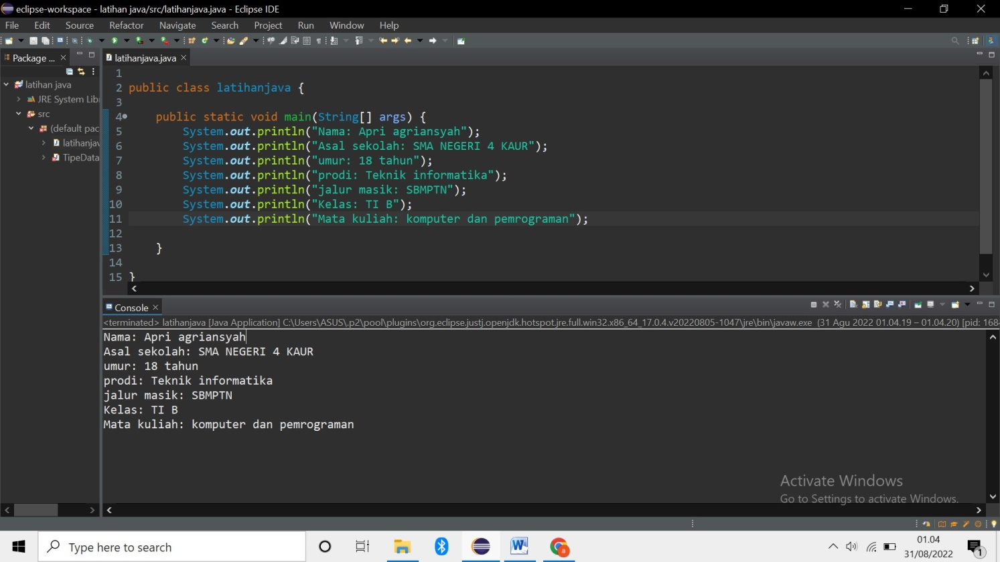 eclipse-workspace - latihan java/src/latihanjava.java - Eclipse IDE
File Edit Source Refactor Navigate Search Project Run Window Help
Package ...
latihanjava.java
latihan java
JRE System Lib
src
(default pac
latihanjav
TipeData
1
2 public class latihanjava {
3
4 public static void main(String[] args) {
5 System.out.println("Nama: Apri agriansyah");
6 System.out.println("Asal sekolah: SMA NEGERI 4 KAUR");
7 System.out.println("umur: 18 tahun");
8 System.out.println("prodi: Teknik informatika");
9 System.out.println("jalur masik: SBMPTN");
10 System.out.println("Kelas: TI B");
11 System.out.println("Mata kuliah: komputer dan pemrograman");
12
13 }
14
15 }
Console
<terminated> latihanjava [Java Application] C:\Users\ASUS\.p2\pool\plugins\org.eclipse.justj.openjdk.hotspot.jre.full.win32.x86_64_17.0.4.v20220805-1047\jre\bin\javaw.exe (31 Agu 2022 01.04.19 – 01.04.20) [pid: 168
Nama: Apri agriansyah
Asal sekolah: SMA NEGERI 4 KAUR
umur: 18 tahun
prodi: Teknik informatika
jalur masik: SBMPTN
Kelas: TI B
Mata kuliah: komputer dan pemrograman
Activate Windows
Go to Settings to activate Windows.
Type here to search
01.04
31/08/2022
1